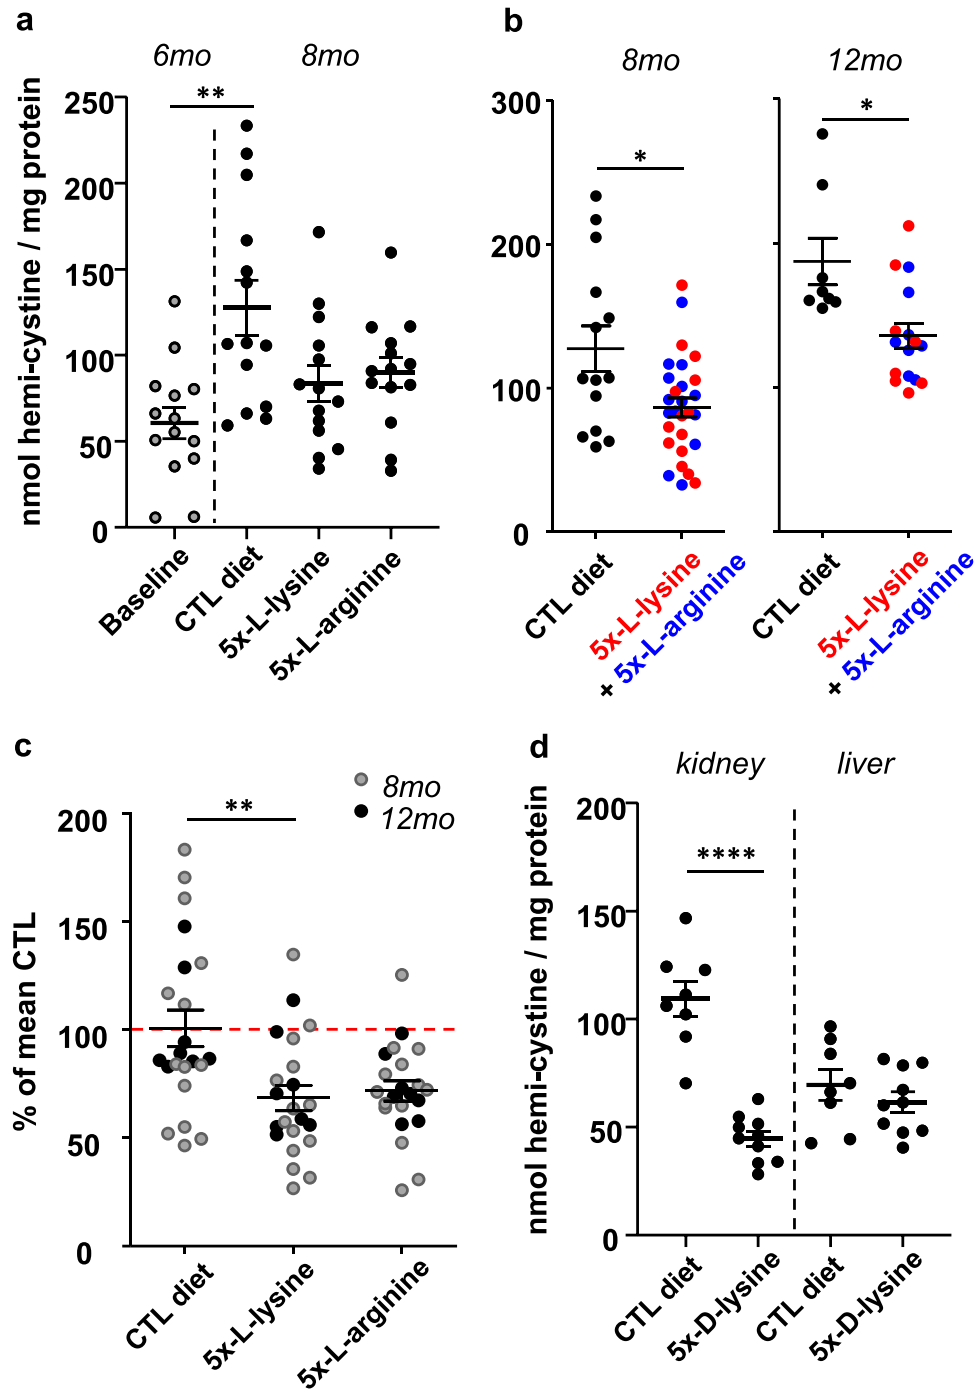 a
6mo
8mo
**
nmol hemi-cystine / mg protein
250
200
150
100
50
0
Baseline
CTL diet
5x-L-lysine
5x-L-arginine
b
8mo
12mo
*
*
300
200
100
0
CTL diet
5x-L-lysine
+ 5x-L-arginine
CTL diet
5x-L-lysine
+ 5x-L-arginine
c
8mo
12mo
**
% of mean CTL
200
150
100
50
0
CTL diet
5x-L-lysine
5x-L-arginine
d
kidney
liver
****
nmol hemi-cystine / mg protein
200
150
100
50
0
CTL diet
5x-D-lysine
CTL diet
5x-D-lysine